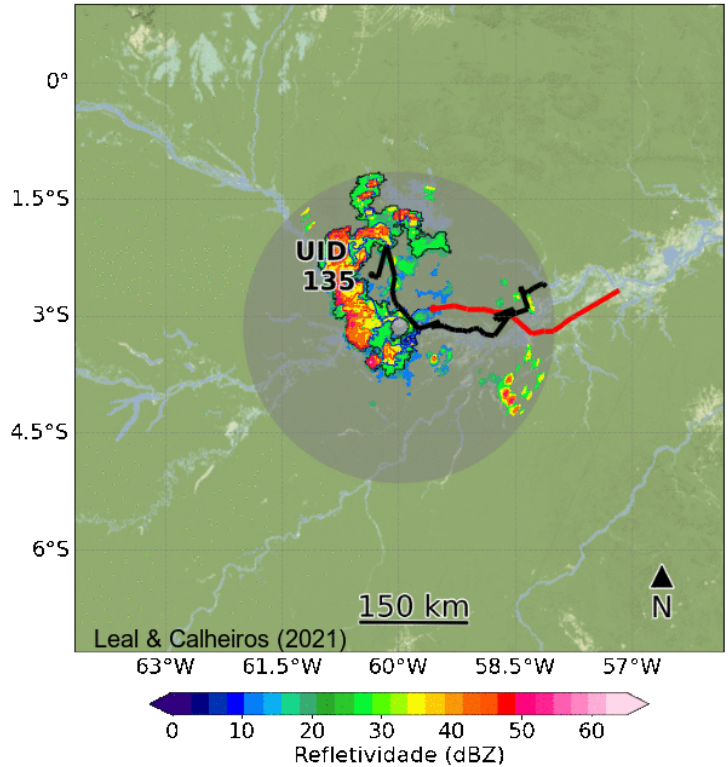 0°
1.5°S
UID
135
3°S
4.5°S
6°S
150 km
N
Leal & Calheiros (2021)
63°W 61.5°W 60°W 58.5°W 57°W
0 10 20 30 40 50 60
Refletividade (dBZ)